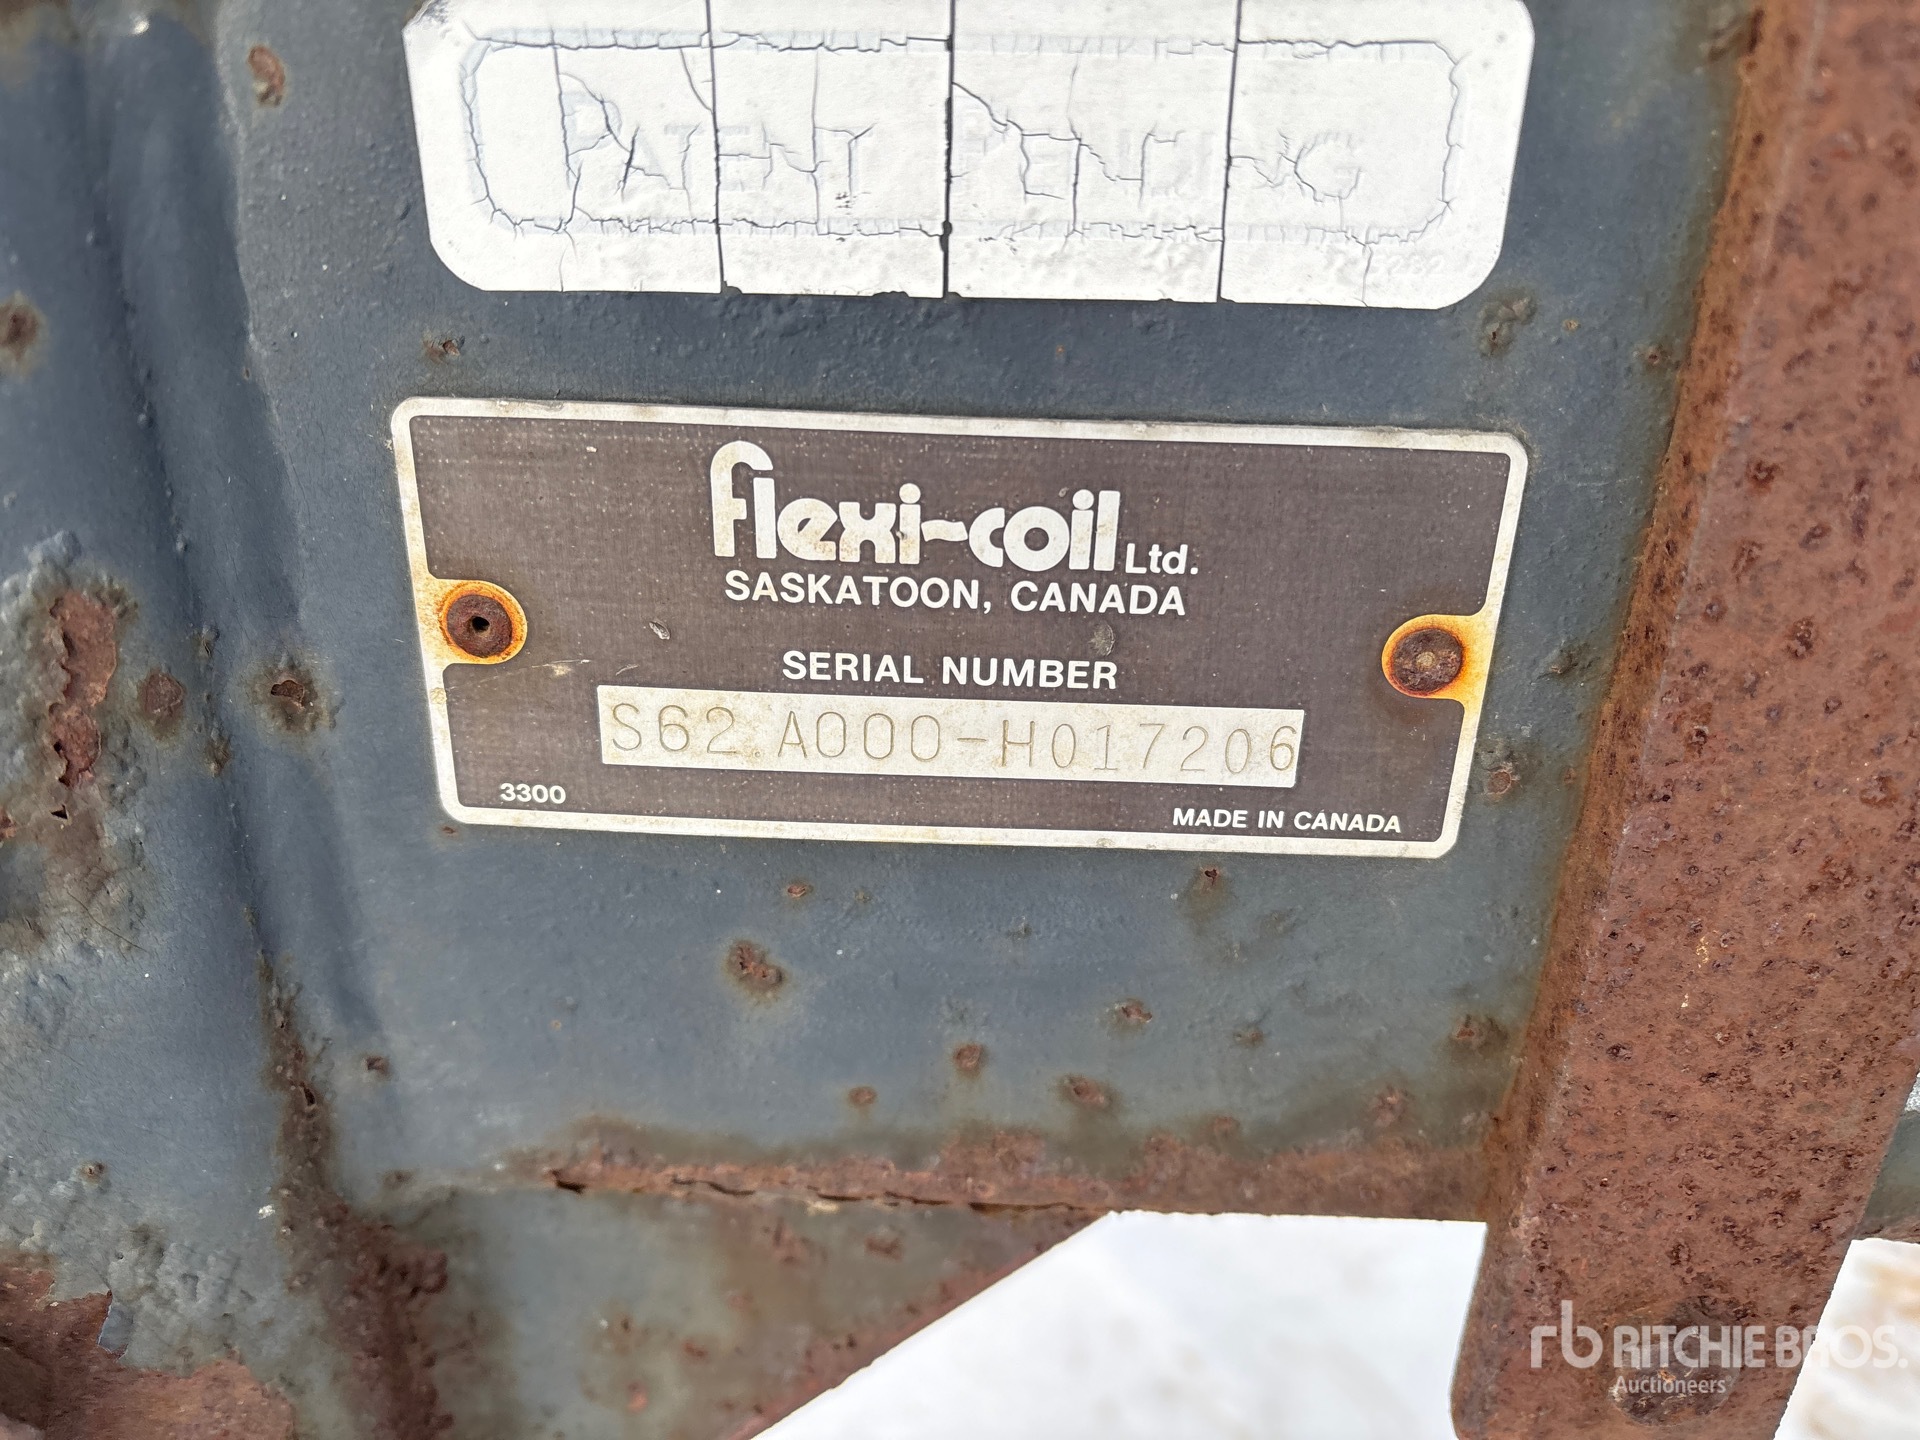 PATENT PENDING
flexi-coil Ltd.
SASKATOON, CANADA
SERIAL NUMBER
S62.A000-H017206
3300
MADE IN CANADA
rb RITCHIE BROS.
Auctioneers